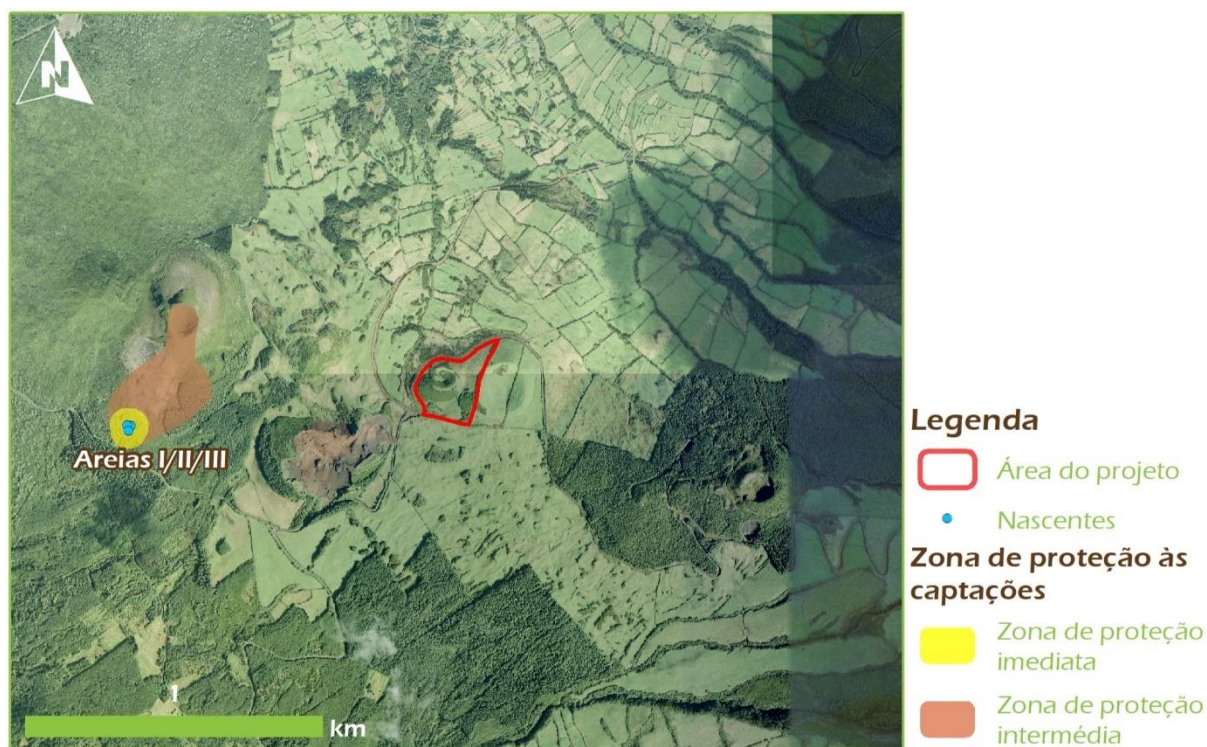 N
Areias I/II/III
1
km
Legenda
Área do projeto
Nascentes
Zona de proteção às
captações
Zona de proteção
imediata
Zona de proteção
intermédia